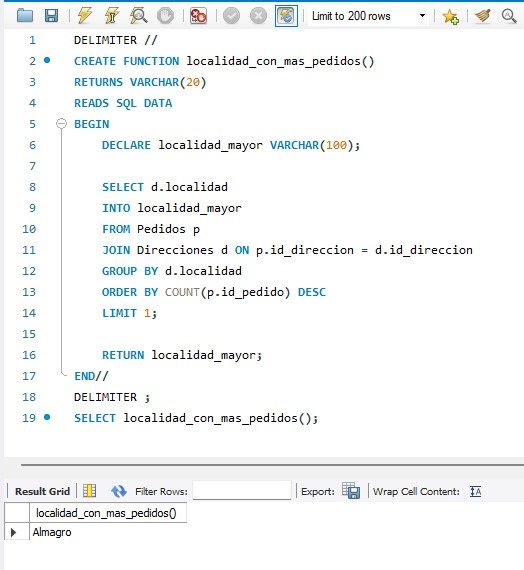 Limit to 200 rows
1 DELIMITER //
2 CREATE FUNCTION localidad_con_mas_pedidos()
3 RETURNS VARCHAR(20)
4 READS SQL DATA
5 BEGIN
6 DECLARE localidad_mayor VARCHAR(100);
7
8 SELECT d.localidad
9 INTO localidad_mayor
10 FROM Pedidos p
11 JOIN Direcciones d ON p.id_direccion = d.id_direccion
12 GROUP BY d.localidad
13 ORDER BY COUNT(p.id_pedido) DESC
14 LIMIT 1;
15
16 RETURN localidad_mayor;
17 END//
18 DELIMITER ;
19 SELECT localidad_con_mas_pedidos();
Result Grid Filter Rows: Export: Wrap Cell Content: IA
localidad_con_mas_pedidos()
Almagro